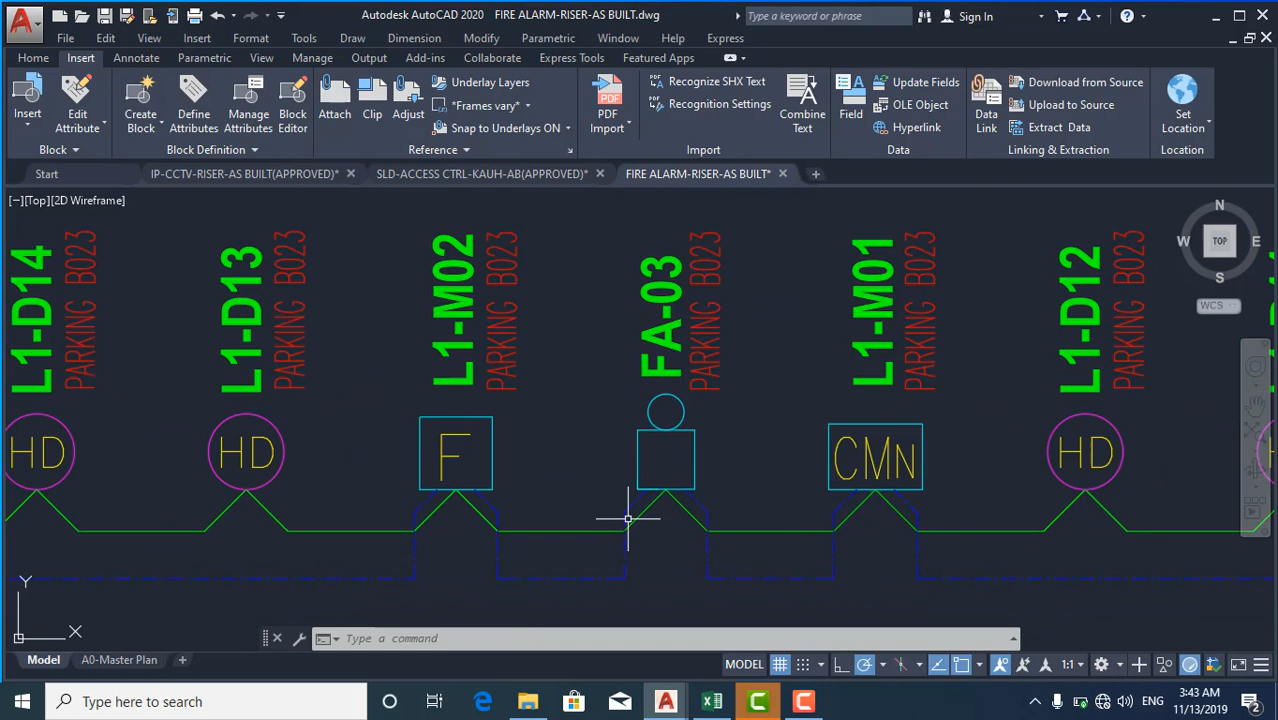 Autodesk AutoCAD 2020 FIRE ALARM-RISER-AS BUILT.dwg
Type a keyword or phrase
Sign In
File Edit View Insert Format Tools Draw Dimension Modify Parametric Window Help Express
Home Insert Annotate Parametric View Manage Output Add-ins Collaborate Express Tools Featured Apps
Insert
Edit Attribute
Create Block
Define Attributes
Manage Attributes
Block Editor
Attach
Clip
Adjust
Underlay Layers
*Frames vary*
Snap to Underlays ON
PDF Import
Recognize SHX Text
Recognition Settings
Combine Text
Field
Update Fields
OLE Object
Hyperlink
Data Link
Download from Source
Upload to Source
Extract Data
Set Location
Block
Block Definition
Reference
Import
Data
Linking & Extraction
Location
Start
IP-CCTV-RISER-AS BUILT(APPROVED)*
SLD-ACCESS CTRL-KAUH-AB(APPROVED)*
FIRE ALARM-RISER-AS BUILT*
[−][Top][2D Wireframe]
N
W TOP E
S
WCS
L1-D14
PARKING B023
L1-D13
PARKING B023
L1-M02
PARKING B023
FA-03
PARKING B023
L1-M01
PARKING B023
L1-D12
PARKING B023
HD
HD
F
CMN
HD
Y
X
Type a command
Model
A0-Master Plan
MODEL
1:1
Type here to search
ENG
3:43 AM
11/13/2019
2